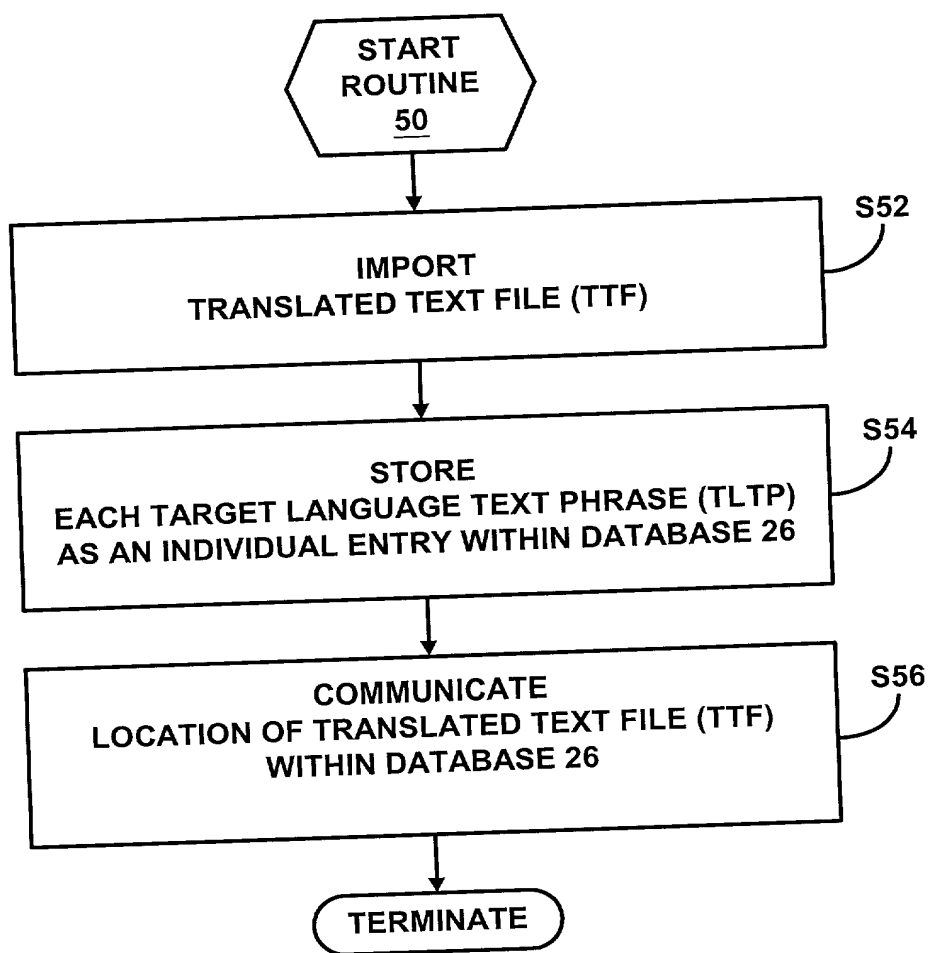 START
ROUTINE
50
S52
IMPORT
TRANSLATED TEXT FILE (TTF)
S54
STORE
EACH TARGET LANGUAGE TEXT PHRASE (TLTP)
AS AN INDIVIDUAL ENTRY WITHIN DATABASE 26
S56
COMMUNICATE
LOCATION OF TRANSLATED TEXT FILE (TTF)
WITHIN DATABASE 26
TERMINATE